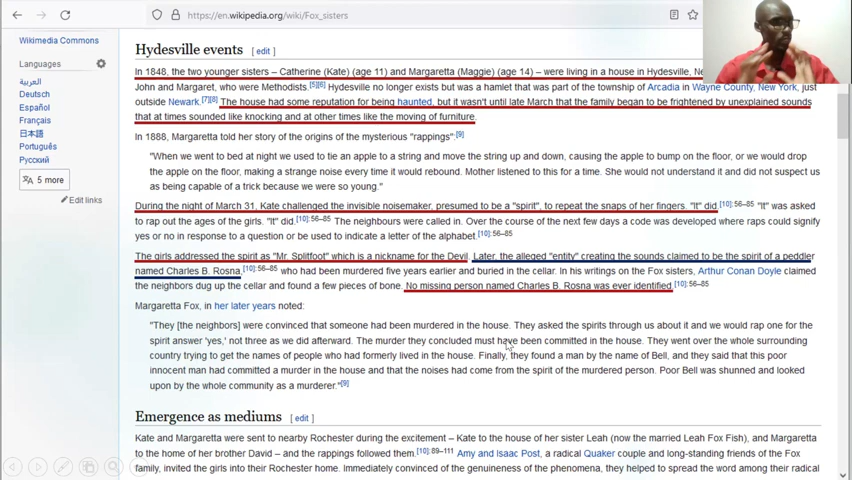 https://en.wikipedia.org/wiki/Fox_sisters
Wikimedia Commons
Languages
العربية
Deutsch
Español
Français
日本語
Português
Русский
5 more
Edit links
Hydesville events [ edit ]
In 1848, the two younger sisters – Catherine (Kate) (age 11) and Margaretta (Maggie) (age 14) – were living in a house in Hydesville,
John and Margaret, who were Methodists.[5][6] Hydesville no longer exists but was a hamlet that was part of the township of Arcadia in Wayne County, New York, just
outside Newark.[7][8] The house had some reputation for being haunted, but it wasn't until late March that the family began to be frightened by unexplained sounds
that at times sounded like knocking and at other times like the moving of furniture.
In 1888, Margaretta told her story of the origins of the mysterious "rappings":[9]
"When we went to bed at night we used to tie an apple to a string and move the string up and down, causing the apple to bump on the floor, or we would drop
the apple on the floor, making a strange noise every time it would rebound. Mother listened to this for a time. She would not understand it and did not suspect us
as being capable of a trick because we were so young."
During the night of March 31, Kate challenged the invisible noisemaker, presumed to be a "spirit", to repeat the snaps of her fingers. "It" did.[10]:56–85 "It" was asked
to rap out the ages of the girls. "It" did.[10]:56–85 The neighbours were called in. Over the course of the next few days a code was developed where raps could signify
yes or no in response to a question or be used to indicate a letter of the alphabet.[10]:56–85
The girls addressed the spirit as "Mr. Splitfoot" which is a nickname for the Devil. Later, the alleged "entity" creating the sounds claimed to be the spirit of a peddler
named Charles B. Rosna,[10]:56–85 who had been murdered five years earlier and buried in the cellar. In his writings on the Fox sisters, Arthur Conan Doyle claimed
the neighbors dug up the cellar and found a few pieces of bone. No missing person named Charles B. Rosna was ever identified.[10]:56–85
Margaretta Fox, in her later years noted:
"They [the neighbors] were convinced that someone had been murdered in the house. They asked the spirits through us about it and we would rap one for the
spirit answer 'yes,' not three as we did afterward. The murder they concluded must have been committed in the house. They went over the whole surrounding
country trying to get the names of people who had formerly lived in the house. Finally, they found a man by the name of Bell, and they said that this poor
innocent man had committed a murder in the house and that the noises had come from the spirit of the murdered person. Poor Bell was shunned and looked
upon by the whole community as a murderer."[9]
Emergence as mediums [ edit ]
Kate and Margaretta were sent to nearby Rochester during the excitement – Kate to the house of her sister Leah (now the married Leah Fox Fish), and Margaretta
to the home of her brother David – and the rappings followed them.[10]:89–111 Amy and Isaac Post, a radical Quaker couple and long-standing friends of the Fox
family, invited the girls into their Rochester home. Immediately convinced of the genuineness of the phenomena, they helped to spread the word among their radical